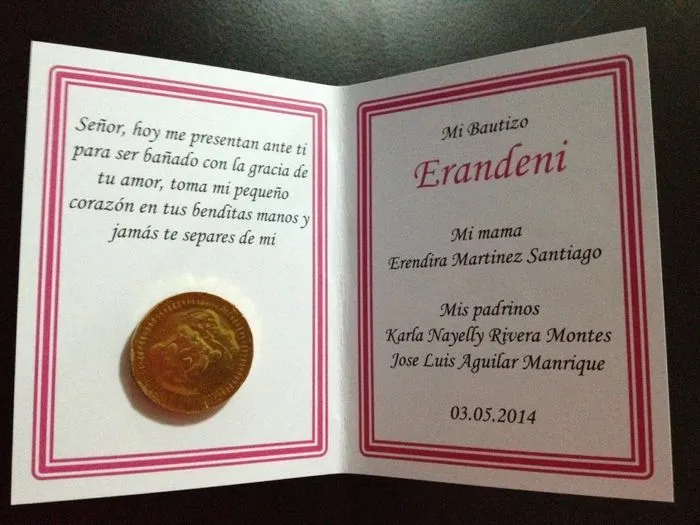 Señor, hoy me presentan ante ti
para ser bañado con la gracia de
tu amor, toma mi pequeño
corazón en tus benditas manos y
jamás te separes de mi
Mi Bautizo
Erandeni
Mi mama
Erendira Martinez Santiago
Mis padrinos
Karla Nayelly Rivera Montes
Jose Luis Aguilar Manrique
03.05.2014